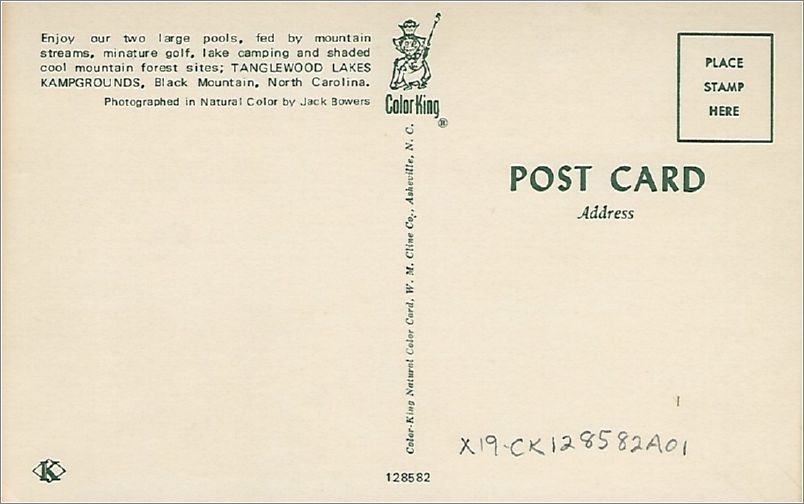 Enjoy our two large pools, fed by mountain
streams, minature golf, lake camping and shaded
cool mountain forest sites; TANGLEWOOD LAKES
KAMPGROUNDS, Black Mountain, North Carolina.
Photographed in Natural Color by Jack Bowers
ColorKing
®
Color-King Natural Color Card, W. M. Cline Co., Asheville, N. C.
PLACE
STAMP
HERE
POST CARD
Address
X19-CK128582A01
K
128582